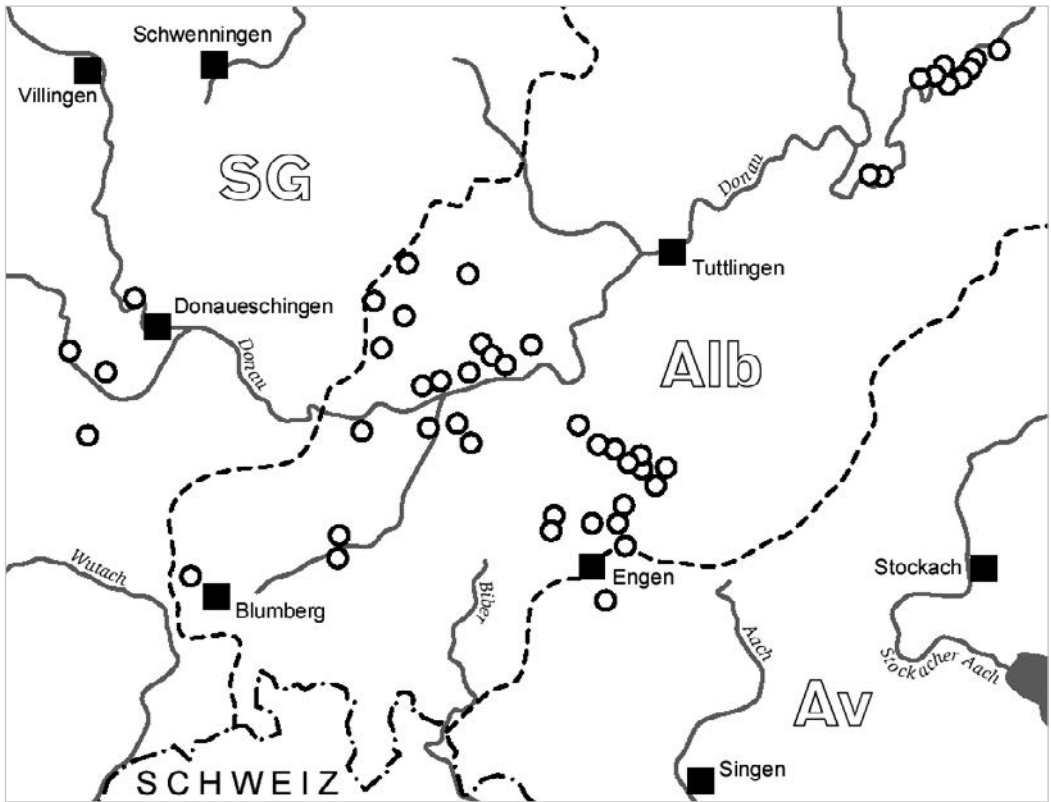 Schwenningen
Villingen
SG
Donau
Tuttlingen
Donaueschingen
Donau
Alb
Wutach
Blumberg
Biber
Engen
Stockach
Aach
Stockacher Aach
Av
SCHWEIZ
Singen